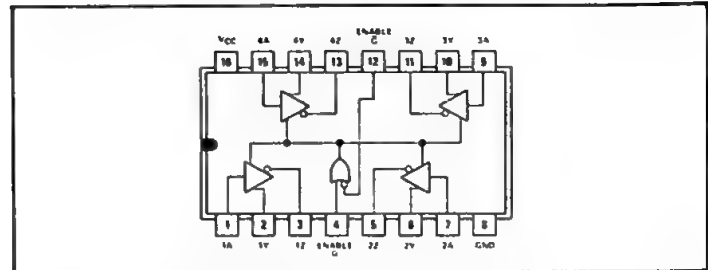 ENABLE
VCC 4A 4Y 4Z G̅ 3Z 3Y 3A
16 15 14 13 12 11 10 9
1 2 3 4 5 6 7 8
1A 1Y 1Z ENABLE 2Z 2Y 2A GND
G